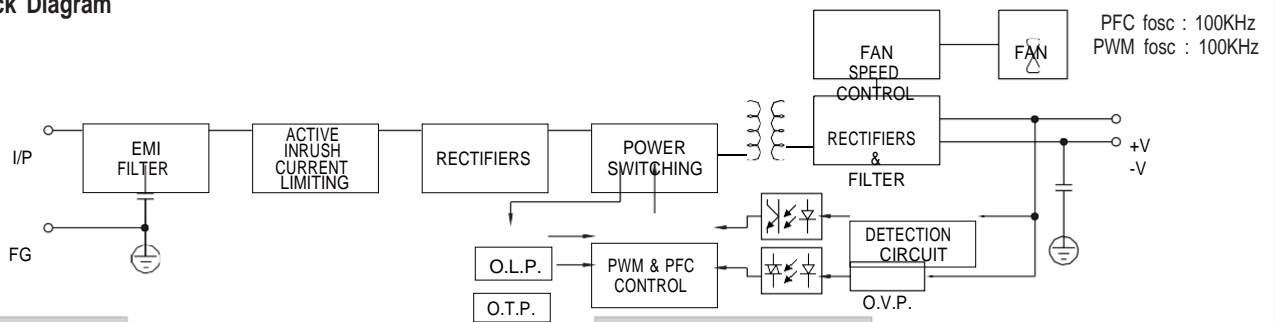 ck Diagram
PFC fosc : 100KHz
PWM fosc : 100KHz
FAN
SPEED
CONTROL
FAN
I/P
EMI
FILTER
ACTIVE
INRUSH
CURRENT
LIMITING
RECTIFIERS
POWER
SWITCHING
RECTIFIERS
&
FILTER
+V
-V
FG
O.L.P.
O.T.P.
PWM & PFC
CONTROL
DETECTION
CIRCUIT
O.V.P.